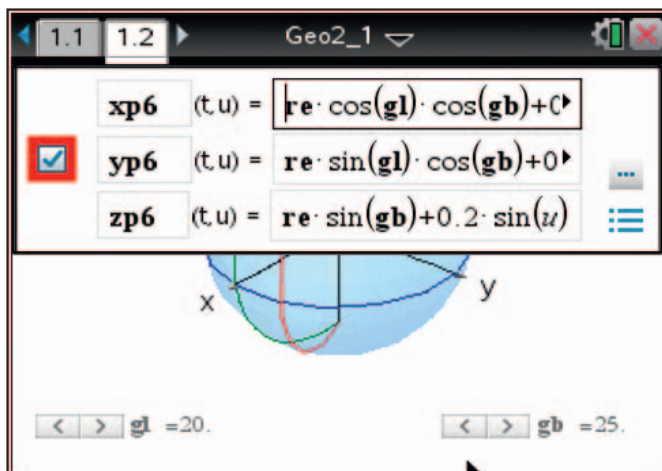 1.1 1.2 Geo2_1
xp6 (t,u) = re·cos(gl)·cos(gb)+0
yp6 (t,u) = re·sin(gl)·cos(gb)+0
...
zp6 (t,u) = re·sin(gb)+0.2·sin(u)
x y
< > gl =20. < > gb =25.